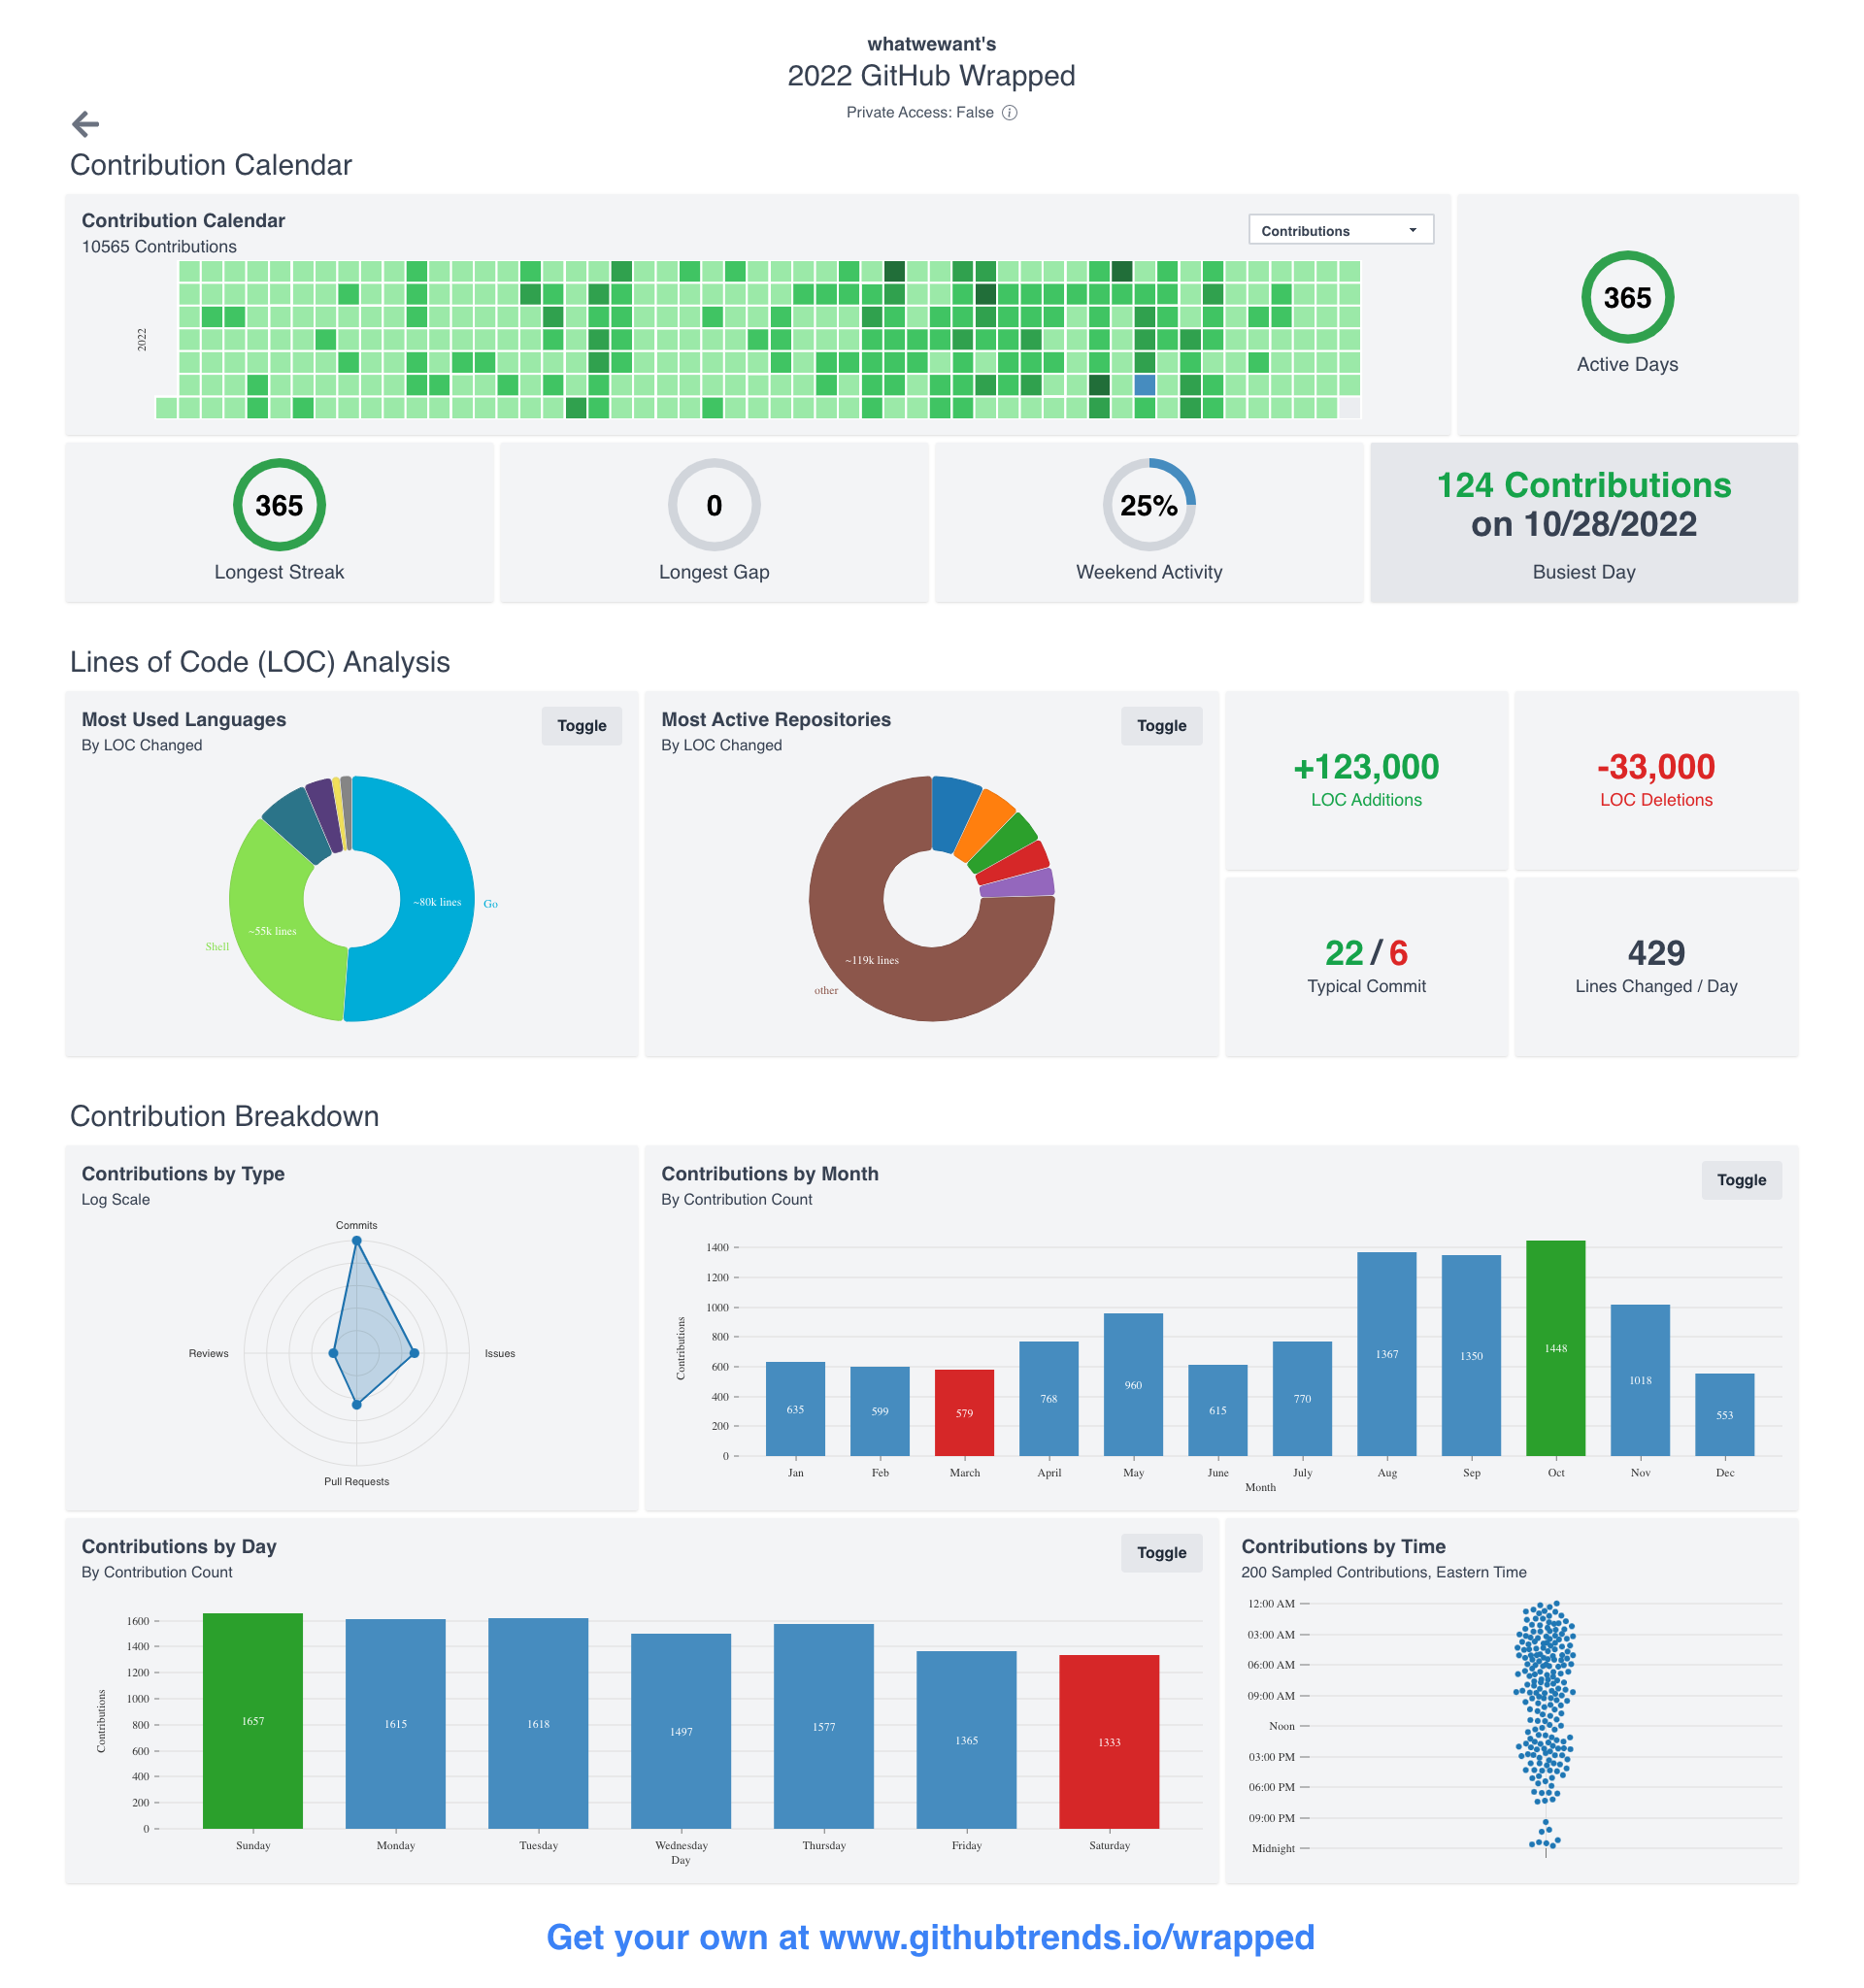 whatwewant's
2022 GitHub Wrapped
Private Access: False
Contribution Calendar
Contribution Calendar
10565 Contributions
Contributions
2022
365
Active Days
365
Longest Streak
0
Longest Gap
25%
Weekend Activity
124 Contributions
on 10/28/2022
Busiest Day
Lines of Code (LOC) Analysis
Most Used Languages
By LOC Changed
Toggle
~80k lines
Go
~55k lines
Shell
Most Active Repositories
By LOC Changed
Toggle
~119k lines
other
+123,000
LOC Additions
-33,000
LOC Deletions
22 / 6
Typical Commit
429
Lines Changed / Day
Contribution Breakdown
Contributions by Type
Log Scale
Commits
Reviews
Issues
Pull Requests
Contributions by Month
By Contribution Count
Toggle
Contributions
1400
1200
1000
800
600
400
200
0
635
599
579
768
960
615
770
1367
1350
1448
1018
553
Jan
Feb
March
April
May
June
July
Aug
Sep
Oct
Nov
Dec
Month
Contributions by Day
By Contribution Count
Toggle
Contributions
1600
1400
1200
1000
800
600
400
200
0
1657
1615
1618
1497
1577
1365
1333
Sunday
Monday
Tuesday
Wednesday
Thursday
Friday
Saturday
Day
Contributions by Time
200 Sampled Contributions, Eastern Time
12:00 AM
03:00 AM
06:00 AM
09:00 AM
Noon
03:00 PM
06:00 PM
09:00 PM
Midnight
Get your own at www.githubtrends.io/wrapped